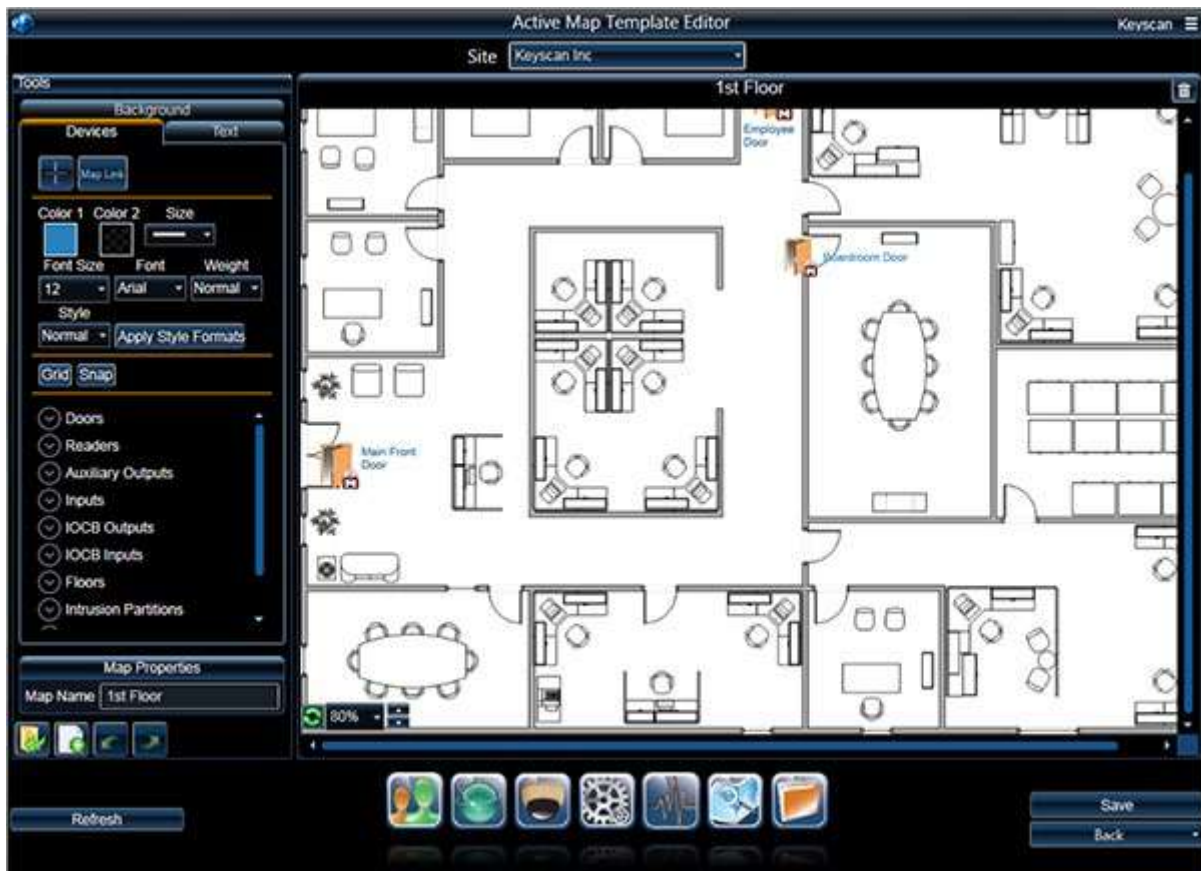 Active Map Template Editor
Keyscan
Site
Keyscan Inc
Tools
Background
Devices
Text
Map Link
Color 1
Color 2
Size
Font Size
Font
Weight
12
Arial
Normal
Style
Normal
Apply Style Formats
Grid
Snap
Doors
Readers
Auxiliary Outputs
Inputs
IOCB Outputs
IOCB Inputs
Floors
Intrusion Partitions
Map Properties
Map Name
1st Floor
1st Floor
Employee
Door
Boardroom Door
Main Front
Door
80%
Refresh
Save
Back